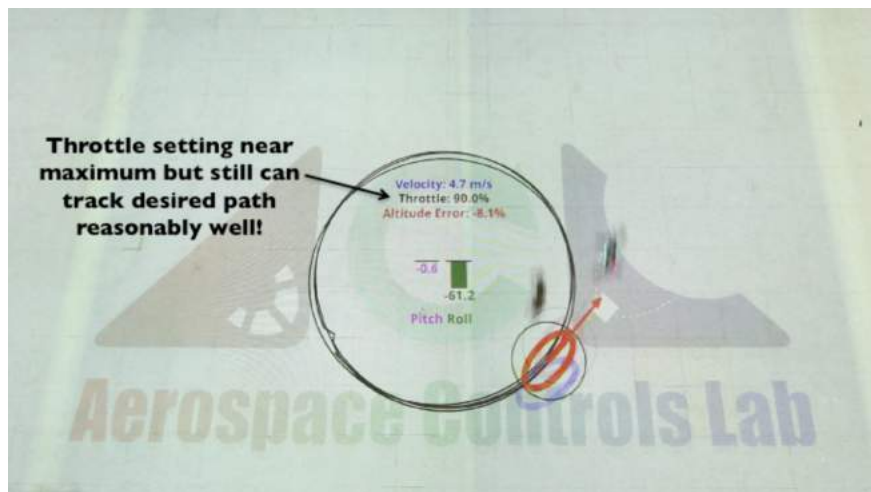 Throttle setting near
maximum but still can
track desired path
reasonably well!
Velocity: 4.7 m/s
Throttle: 90.0%
Altitude Error: -8.1%
-0.6
-61.2
Pitch Roll
Aerospace Controls Lab